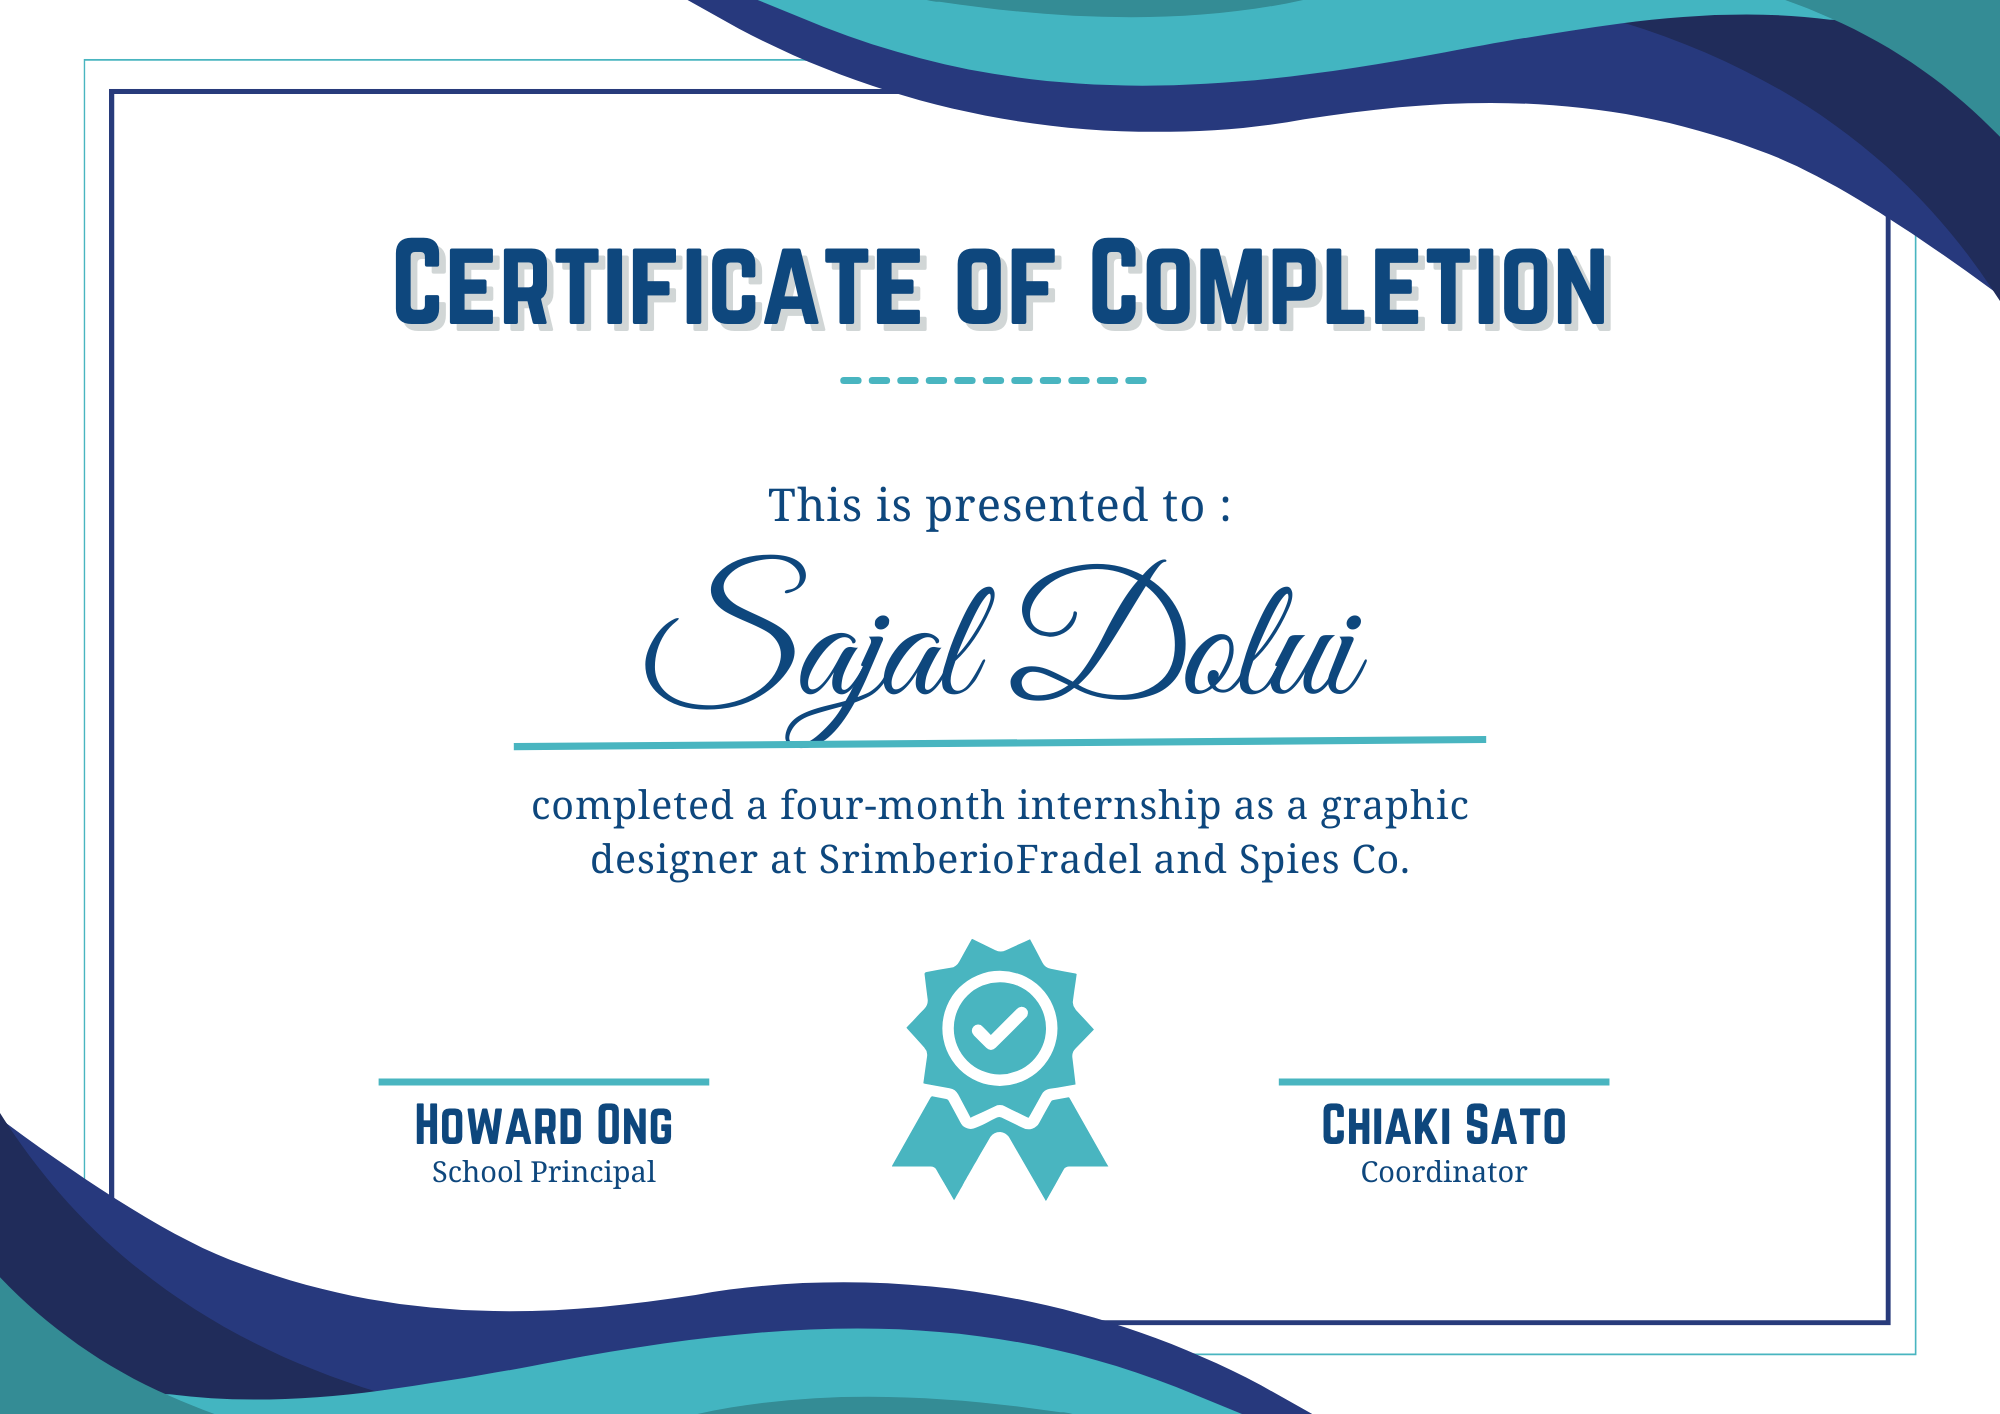 Certificate of Completion
This is presented to :
Sajal Dolui
completed a four-month internship as a graphic
designer at SrimberioFradel and Spies Co.
Howard Ong
School Principal
Chiaki Sato
Coordinator